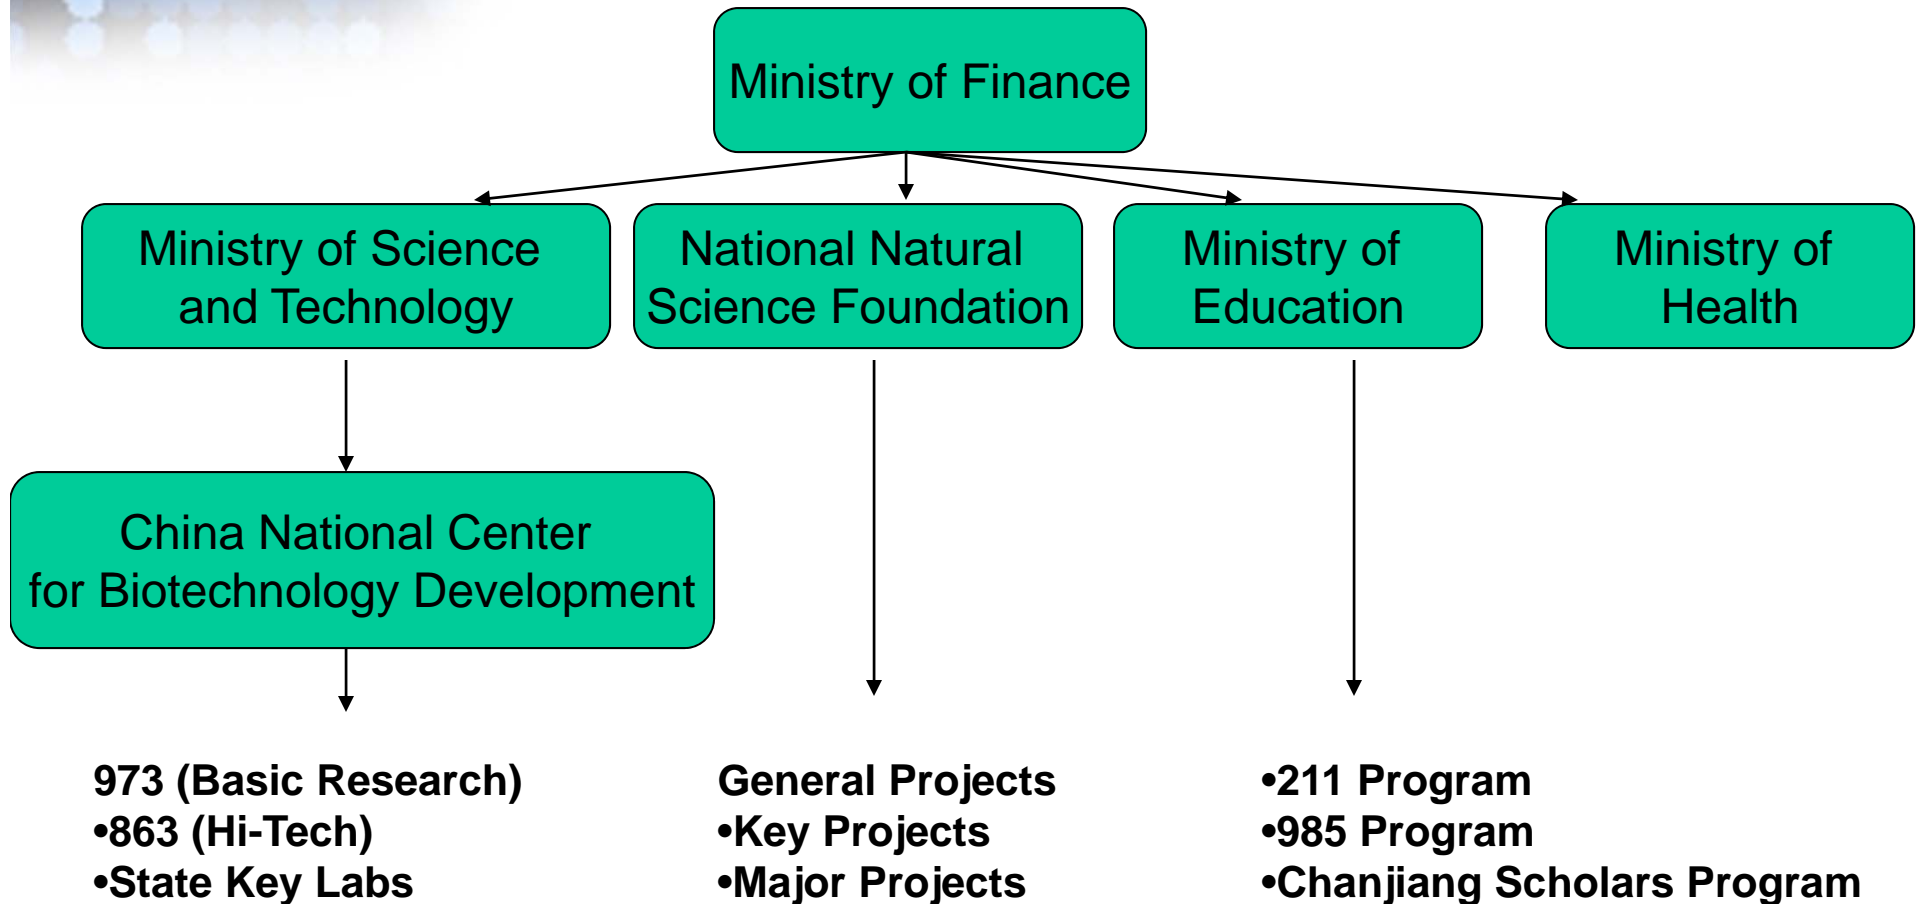 Ministry of Finance
Ministry of Science
and Technology
National Natural
Science Foundation
Ministry of
Education
Ministry of
Health
China National Center
for Biotechnology Development
973 (Basic Research)
•863 (Hi-Tech)
•State Key Labs
General Projects
•Key Projects
•Major Projects
•211 Program
•985 Program
•Chanjiang Scholars Program